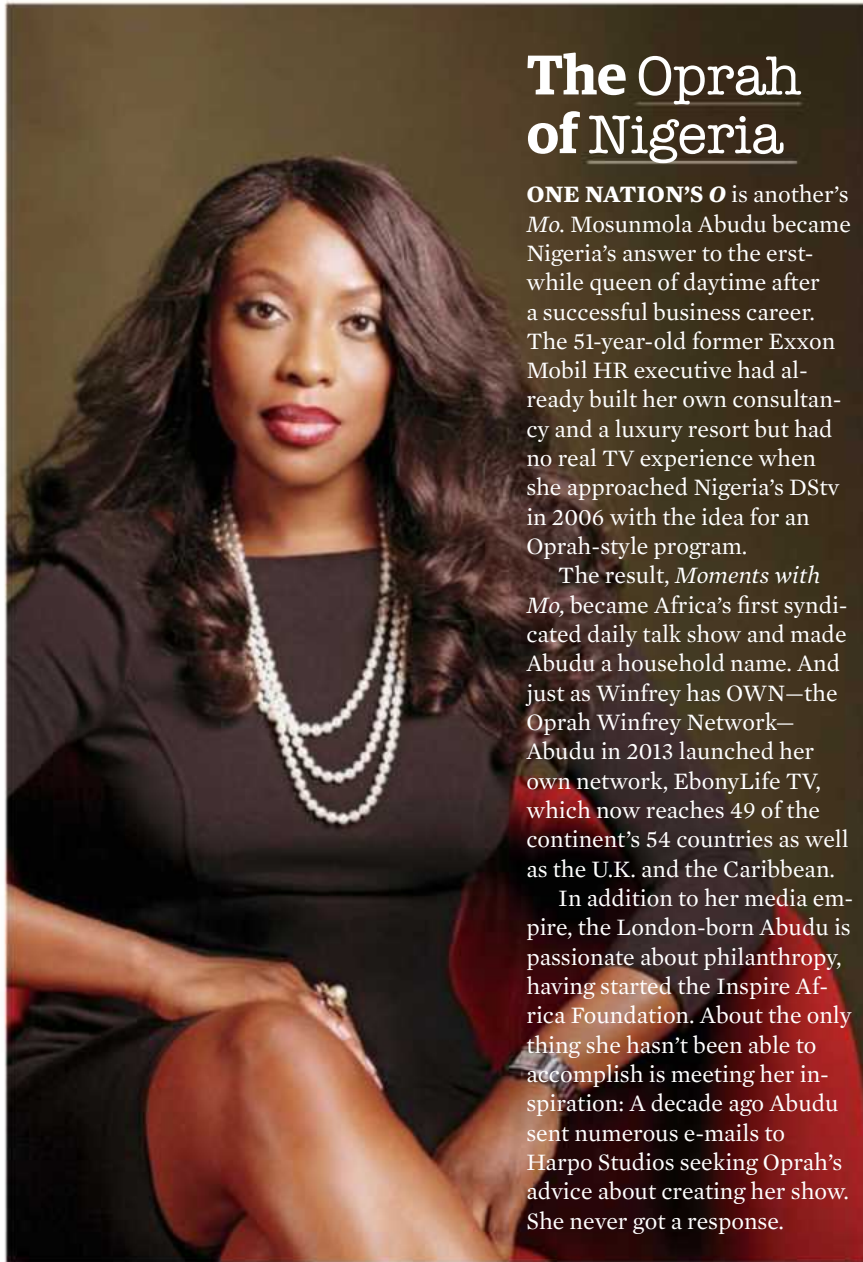 The Oprah
of Nigeria
ONE NATION'S O is another's
Mo. Mosunmola Abudu became
Nigeria's answer to the erst-
while queen of daytime after
a successful business career.
The 51-year-old former Exxon
Mobil HR executive had al-
ready built her own consultan-
cy and a luxury resort but had
no real TV experience when
she approached Nigeria's DStv
in 2006 with the idea for an
Oprah-style program.
The result, Moments with
Mo, became Africa's first syndi-
cated daily talk show and made
Abudu a household name. And
just as Winfrey has OWN—the
Oprah Winfrey Network—
Abudu in 2013 launched her
own network, EbonyLife TV,
which now reaches 49 of the
continent's 54 countries as well
as the U.K. and the Caribbean.
In addition to her media em-
pire, the London-born Abudu is
passionate about philanthropy,
having started the Inspire Af-
rica Foundation. About the only
thing she hasn't been able to
accomplish is meeting her in-
spiration: A decade ago Abudu
sent numerous e-mails to
Harpo Studios seeking Oprah's
advice about creating her show.
She never got a response.